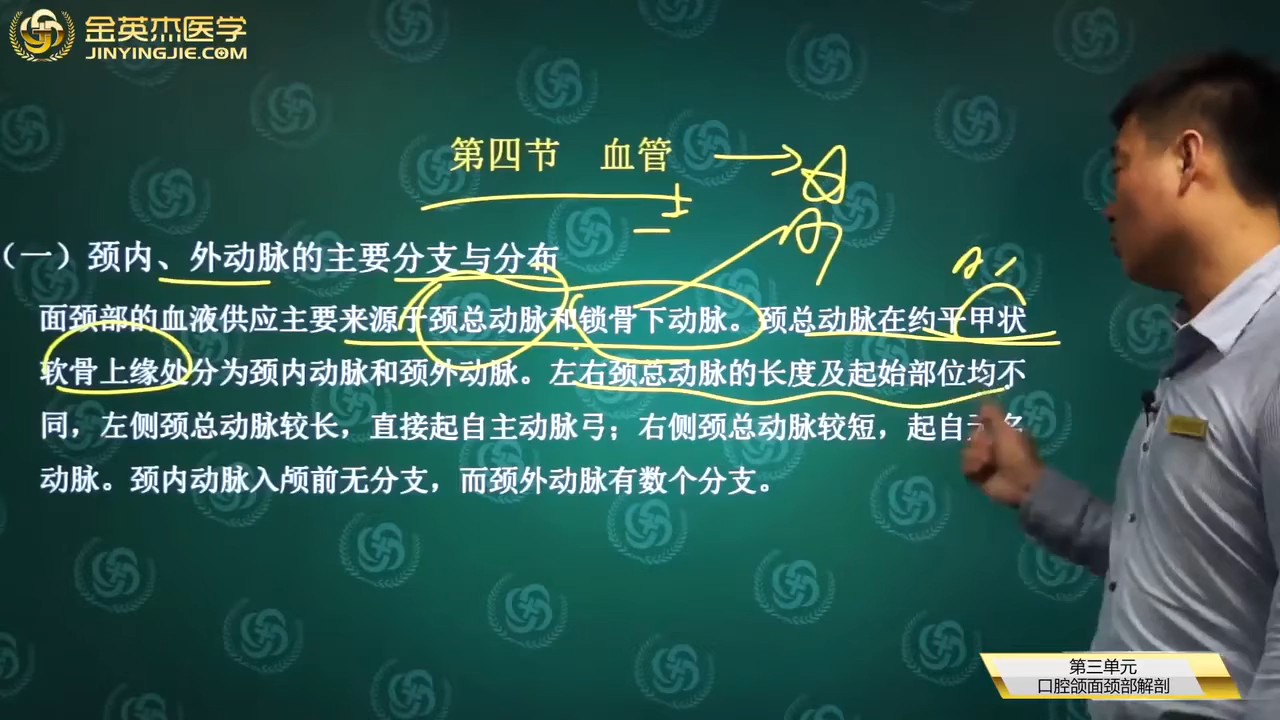 金英杰医学
JINYINGJIE.COM
第四节 血管
(一)颈内、外动脉的主要分支与分布
面颈部的血液供应主要来源于颈总动脉和锁骨下动脉。颈总动脉在约平甲状
软骨上缘处分为颈内动脉和颈外动脉。左右颈总动脉的长度及起始部位均不
同，左侧颈总动脉较长，直接起自主动脉弓；右侧颈总动脉较短，起自无名
动脉。颈内动脉入颅前无分支，而颈外动脉有数个分支。
第三单元
口腔颌面颈部解剖